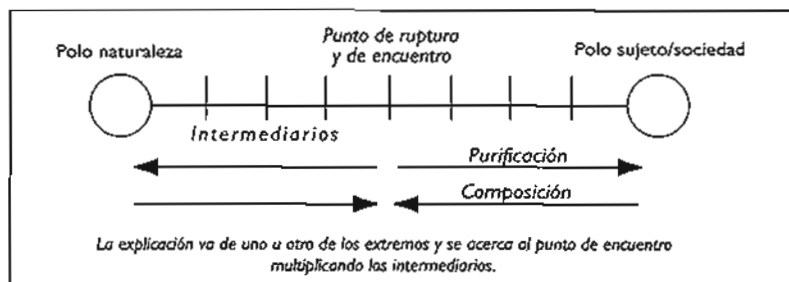 Punto de ruptura
y de encuentro
Polo naturaleza
Polo sujeto/sociedad
Intermediarios
Purificación
Composición
La explicación va de uno u otro de los extremos y se acerca al punto de encuentro
multiplicando los intermediarios.